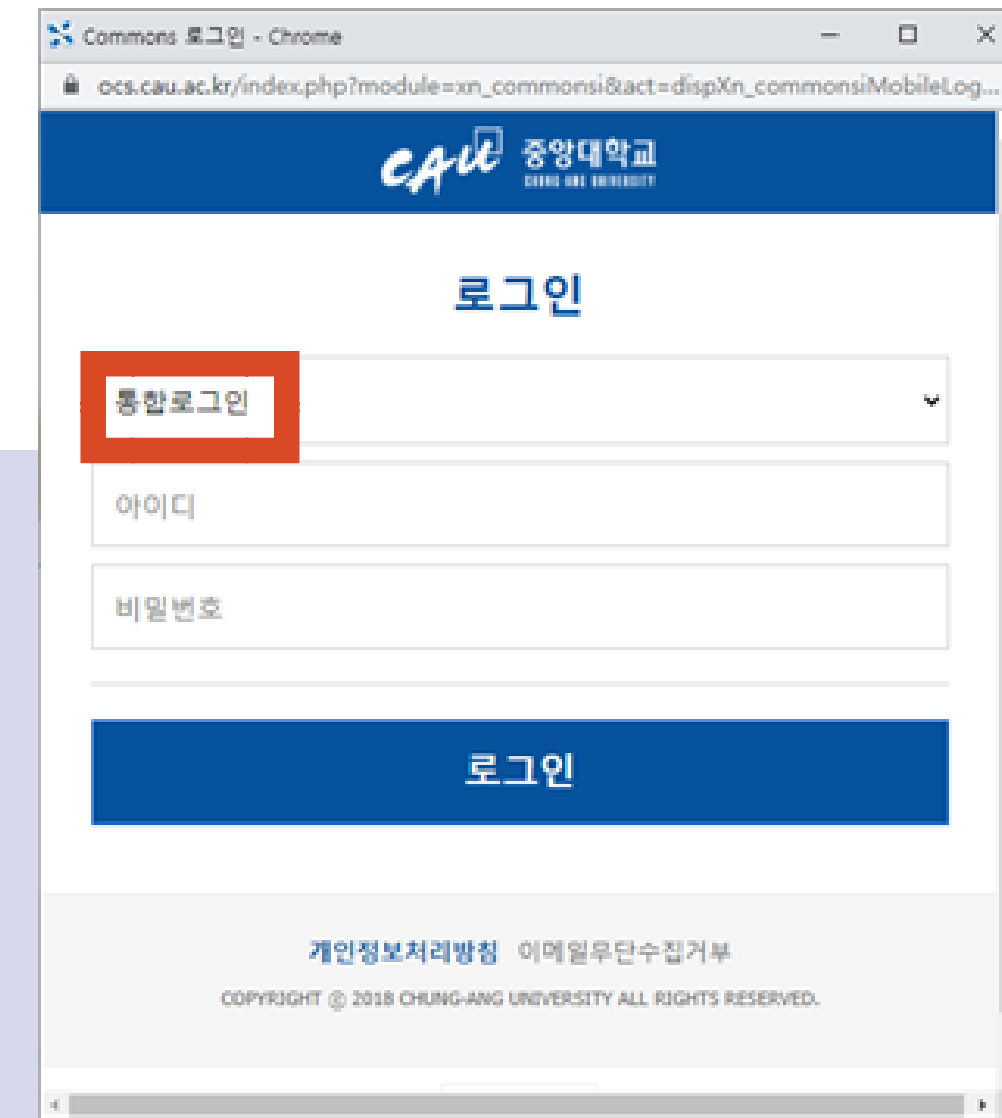 Commons 로그인 - Chrome
ocs.cau.ac.kr/index.php?module=xn_commonsi&act=dispXn_commonsiMobileLog...
CAU 중앙대학교
CHUNG-ANG UNIVERSITY
로그인
통합로그인
아이디
비밀번호
로그인
개인정보처리방침 이메일무단수집거부
COPYRIGHT ⓒ 2018 CHUNG-ANG UNIVERSITY ALL RIGHTS RESERVED.